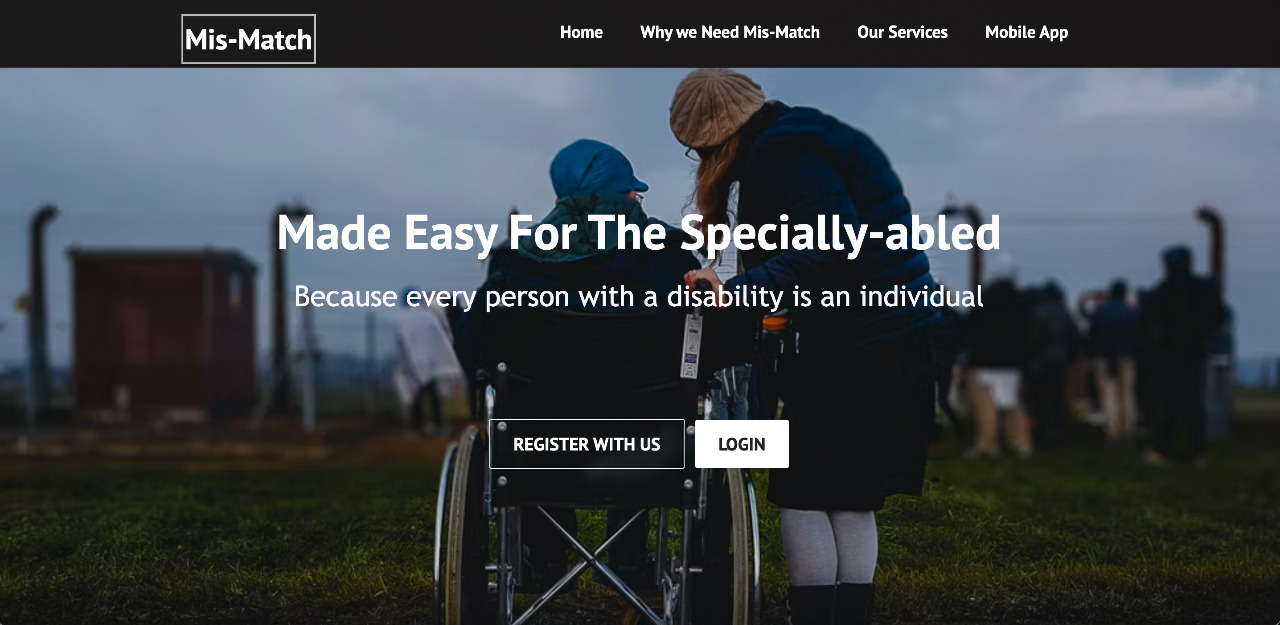 Mis-Match
Home
Why we Need Mis-Match
Our Services
Mobile App
Made Easy For The Specially-abled
Because every person with a disability is an individual
REGISTER WITH US
LOGIN